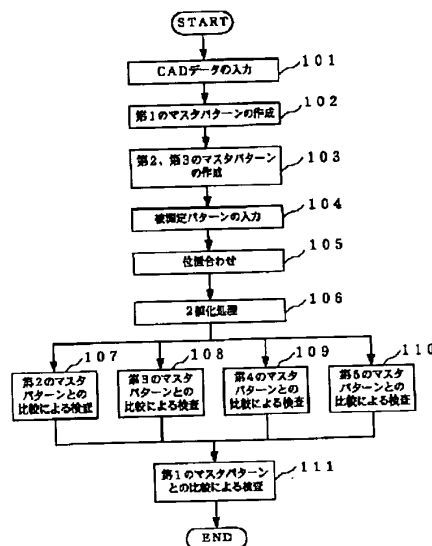 START
CADデータの入力
101
第1のマスタパターンの作成
102
第2、第3のマスタパターン
の作成
103
被測定パターンの入力
104
位置合わせ
105
2値化処理
106
107
第2のマスタ
パターンとの
比較による検査
108
第3のマスタ
パターンとの
比較による検査
109
第4のマスタ
パターンとの
比較による検査
110
第5のマスタ
パターンとの
比較による検査
第1のマスタパターン
との比較による検査
111
END